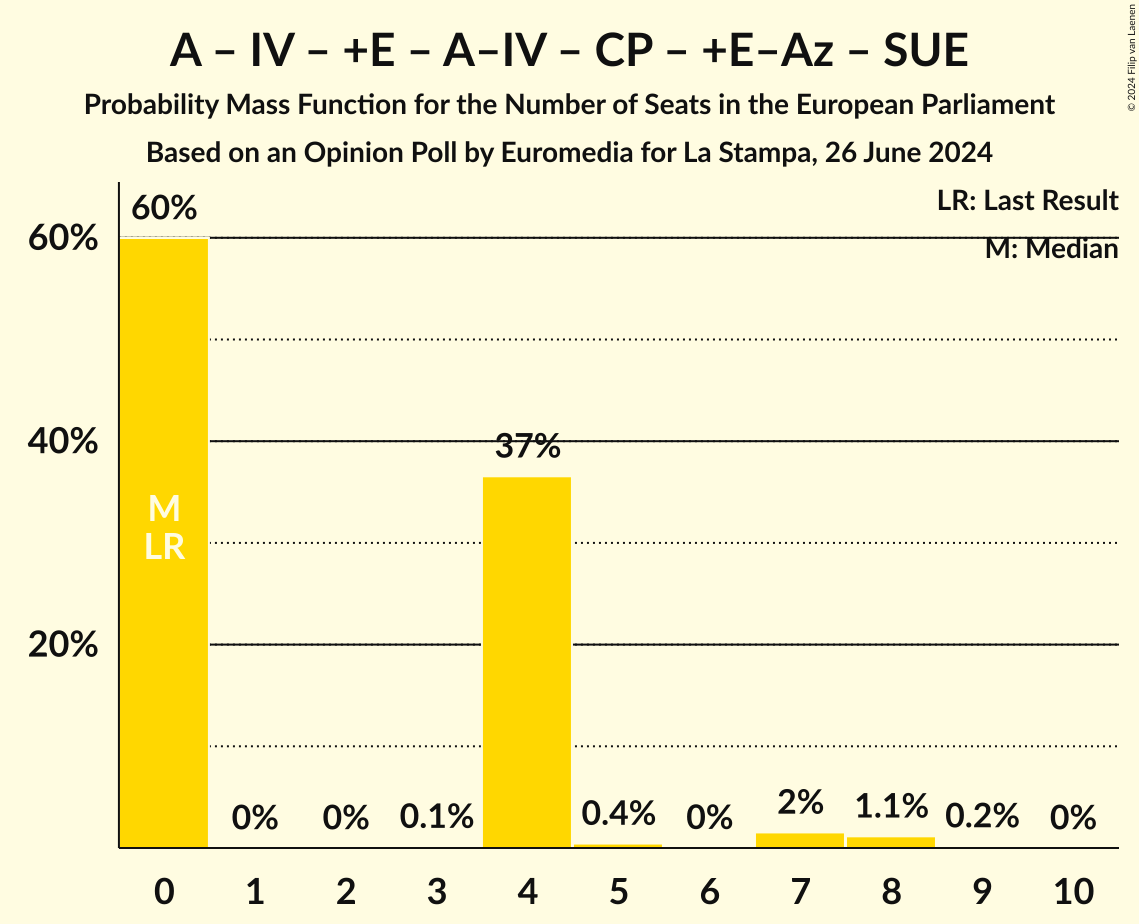 A – IV – +E – A–IV – CP – +E–Az – SUE
Probability Mass Function for the Number of Seats in the European Parliament
Based on an Opinion Poll by Euromedia for La Stampa, 26 June 2024
© 2024 Filip van Laenen
LR: Last Result
M: Median
60%
40%
20%
60%
0%
0%
0.1%
37%
0.4%
0%
2%
1.1%
0.2%
0%
M
LR
0 1 2 3 4 5 6 7 8 9 10